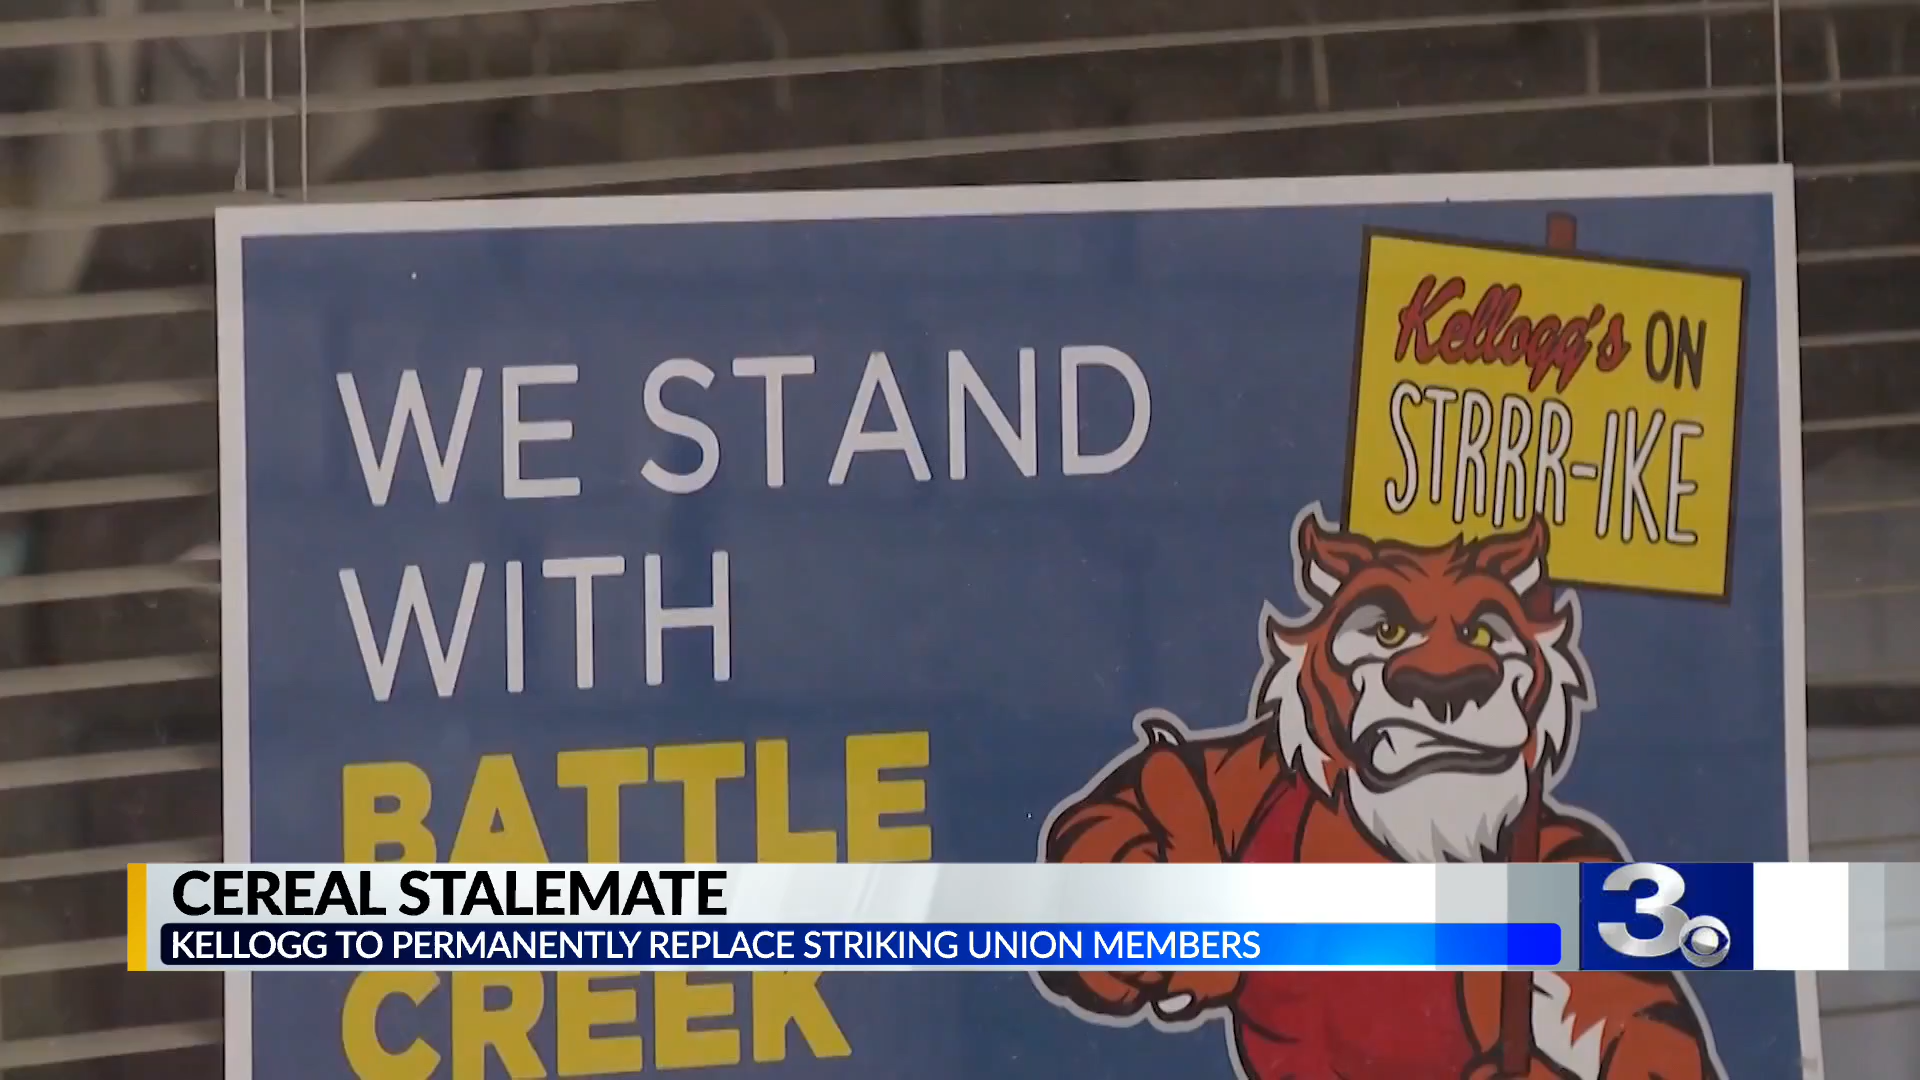 WE STAND
WITH
BATTLE
CREEK
Kellogg's ON
STRRR-IKE
CEREAL STALEMATE
KELLOGG TO PERMANENTLY REPLACE STRIKING UNION MEMBERS
3